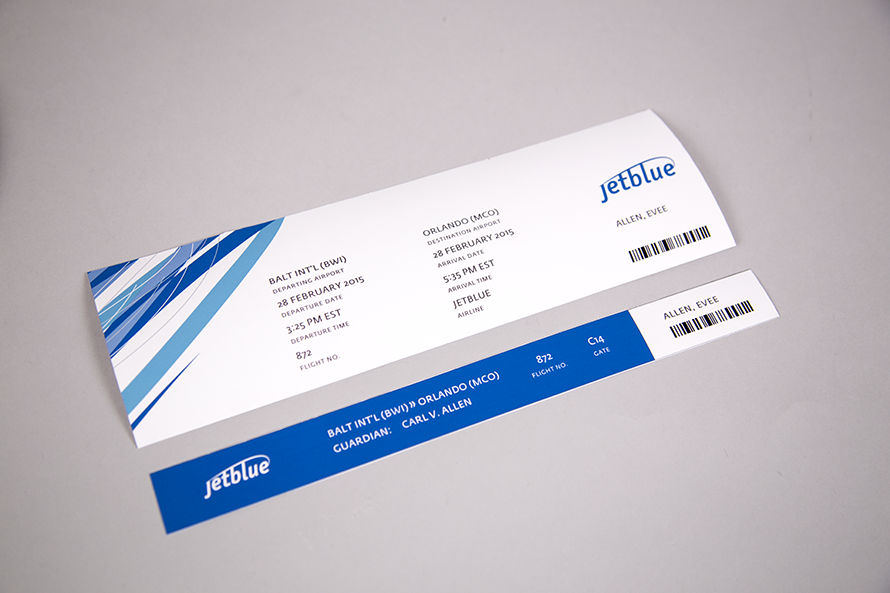 jetblue
ALLEN, EVEE
BALT INT'L (BWI)
DEPARTING AIRPORT
28 FEBRUARY 2015
DEPARTURE DATE
3:25 PM EST
DEPARTURE TIME
872
FLIGHT NO.
ORLANDO (MCO)
DESTINATION AIRPORT
28 FEBRUARY 2015
ARRIVAL DATE
5:35 PM EST
ARRIVAL TIME
JETBLUE
AIRLINE
jetblue
BALT INT'L (BWI) » ORLANDO (MCO)
GUARDIAN: CARL V. ALLEN
872
FLIGHT NO.
C14
GATE
ALLEN, EVEE